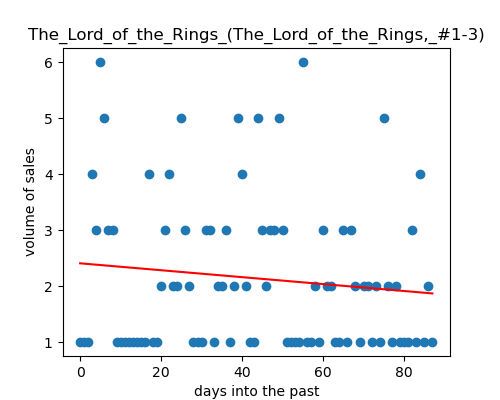 The_Lord_of_the_Rings_(The_Lord_of_the_Rings,_#1-3)
6
5
4
3
2
1
volume of sales
0 20 40 60 80
days into the past